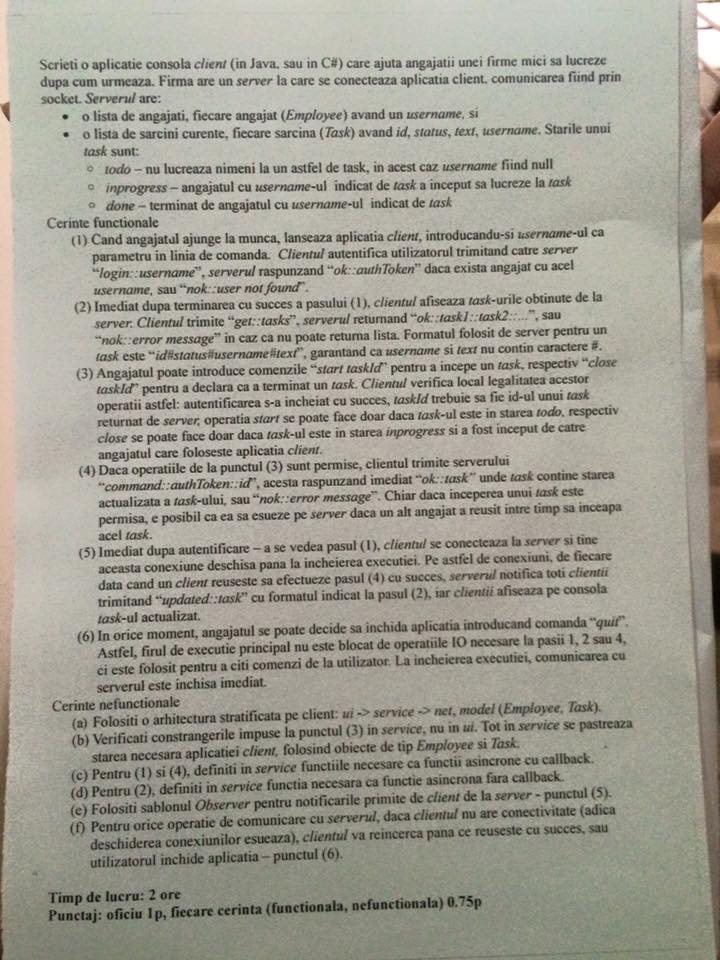 Scrieti o aplicatie consola client (in Java, sau in C#) care ajuta angajatii unei firme mici sa lucreze
dupa cum urmeaza. Firma are un server la care se conecteaza aplicatia client, comunicarea fiind prin
socket. Serverul are:
• o lista de angajati, fiecare angajat (Employee) avand un username, si
• o lista de sarcini curente, fiecare sarcina (Task) avand id, status, text, username. Starile unui
task sunt:
o todo – nu lucreaza nimeni la un astfel de task, in acest caz username fiind null
o inprogress – angajatul cu username-ul indicat de task a inceput sa lucreze la task
o done – terminat de angajatul cu username-ul indicat de task
Cerinte functionale
(1) Cand angajatul ajunge la munca, lanseaza aplicatia client, introducandu-si username-ul ca
parametru in linia de comanda. Clientul autentifica utilizatorul trimitand catre server
“login::username”, serverul raspunzand “ok::authToken” daca exista angajat cu acel
username, sau “nok::user not found”.
(2) Imediat dupa terminarea cu succes a pasului (1), clientul afiseaza task-urile obtinute de la
server. Clientul trimite “get::tasks”, serverul returnand “ok::task1::task2::...”, sau
“nok::error message” in caz ca nu poate returna lista. Formatul folosit de server pentru un
task este “id#status#username#text”, garantand ca username si text nu contin caractere #.
(3) Angajatul poate introduce comenzile “start taskId” pentru a incepe un task, respectiv “close
taskId” pentru a declara ca a terminat un task. Clientul verifica local legalitatea acestor
operatii astfel: autentificarea s-a incheiat cu succes, taskId trebuie sa fie id-ul unui task
returnat de server, operatia start se poate face doar daca task-ul este in starea todo, respectiv
close se poate face doar daca task-ul este in starea inprogress si a fost inceput de catre
angajatul care foloseste aplicatia client.
(4) Daca operatiile de la punctul (3) sunt permise, clientul trimite serverului
“command::authToken::id”, acesta raspunzand imediat “ok::task” unde task contine starea
actualizata a task-ului, sau “nok::error message”. Chiar daca inceperea unui task este
permisa, e posibil ca ea sa esueze pe server daca un alt angajat a reusit intre timp sa inceapa
acel task.
(5) Imediat dupa autentificare – a se vedea pasul (1), clientul se conecteaza la server si tine
aceasta conexiune deschisa pana la incheierea executiei. Pe astfel de conexiuni, de fiecare
data cand un client reuseste sa efectueze pasul (4) cu succes, serverul notifica toti clientii
trimitand “updated::task” cu formatul indicat la pasul (2), iar clientii afiseaza pe consola
task-ul actualizat.
(6) In orice moment, angajatul se poate decide sa inchida aplicatia introducand comanda “quit”.
Astfel, firul de executie principal nu este blocat de operatiile IO necesare la pasii 1, 2 sau 4,
ci este folosit pentru a citi comenzi de la utilizator. La incheierea executiei, comunicarea cu
serverul este inchisa imediat.
Cerinte nefunctionale
(a) Folositi o arhitectura stratificata pe client: ui -> service -> net, model (Employee, Task).
(b) Verificati constrangerile impuse la punctul (3) in service, nu in ui. Tot in service se pastreaza
starea necesara aplicatiei client, folosind obiecte de tip Employee si Task.
(c) Pentru (1) si (4), definiti in service functiile necesare ca functii asincrone cu callback.
(d) Pentru (2), definiti in service functia necesara ca functie asincrona fara callback.
(e) Folositi sablonul Observer pentru notificarile primite de client de la server - punctul (5).
(f) Pentru orice operatie de comunicare cu serverul, daca clientul nu are conectivitate (adica
deschiderea conexiunilor esueaza), clientul va reincerca pana ce reuseste cu succes, sau
utilizatorul inchide aplicatia – punctul (6).
Timp de lucru: 2 ore
Punctaj: oficiu 1p, fiecare cerinta (functionala, nefunctionala) 0.75p